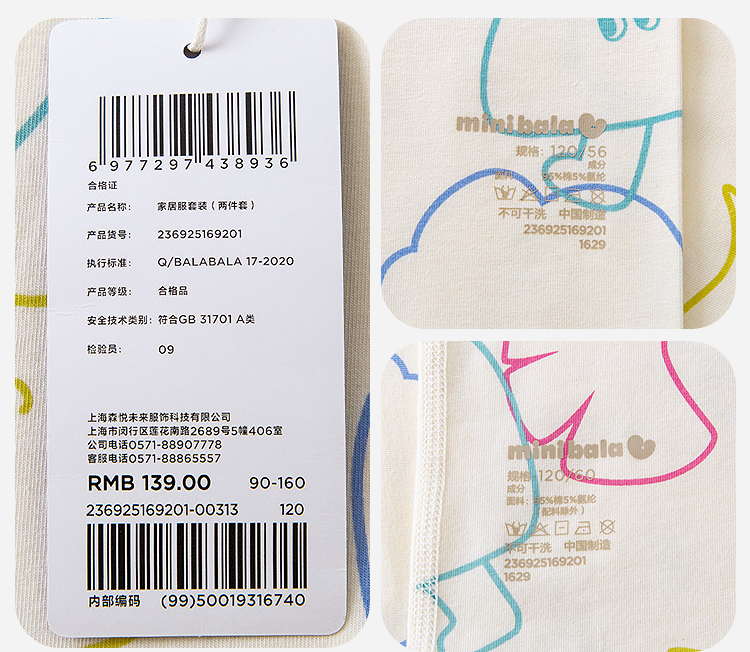 6 977297 438936
合格证
产品名称: 家居服套装(两件套)
产品货号: 236925169201
执行标准: Q/BALABALA 17-2020
产品等级: 合格品
安全技术类别: 符合GB 31701 A类
检验员: 09
上海森悦未来服饰科技有限公司
上海市闵行区莲花南路2689号5幢406室
公司电话0571-88907778
客服电话0571-88865557
RMB 139.00 90-160
236925169201-00313 120
内部编码 (99)50019316740
minibala
规格: 120/56
成分
面料: 95%棉5%氨纶
不可干洗 中国制造
236925169201
1629
minibala
规格: 120/60
成分
面料: 95%棉5%氨纶
(配料除外)
不可干洗 中国制造
236925169201
1629